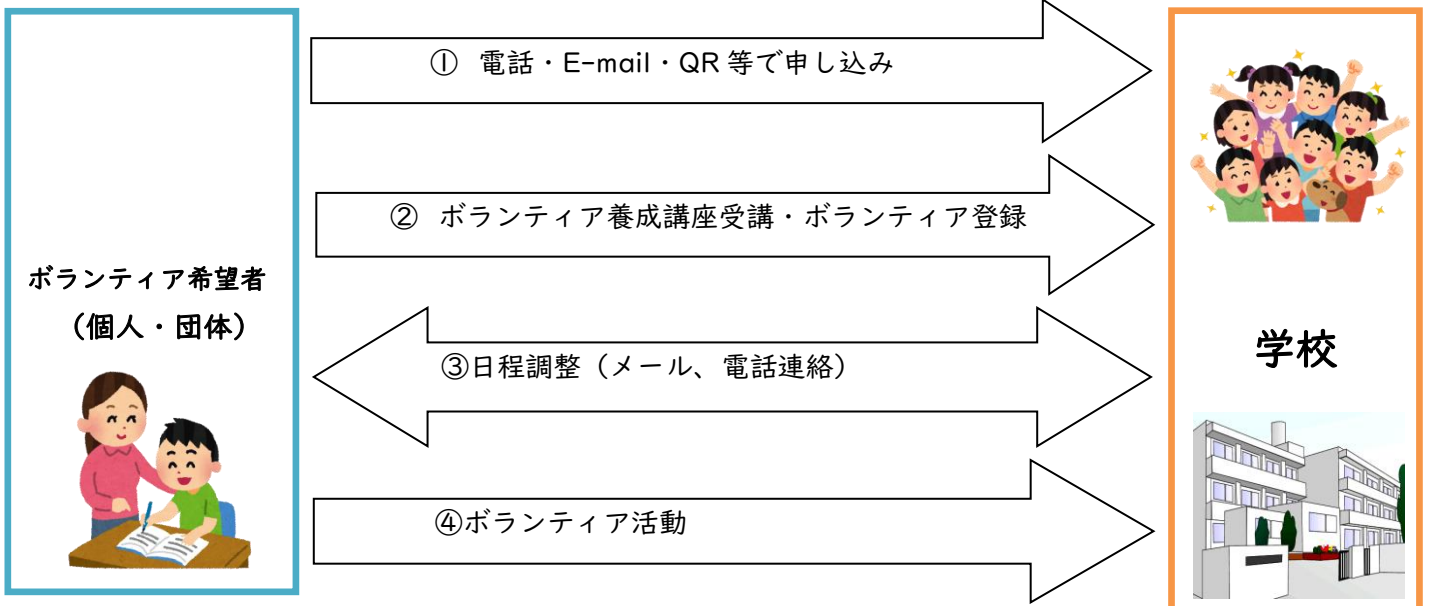 ① 電話・E-mail・QR等で申し込み
② ボランティア養成講座受講・ボランティア登録
ボランティア希望者
（個人・団体）
③日程調整（メール、電話連絡）
学校
④ボランティア活動